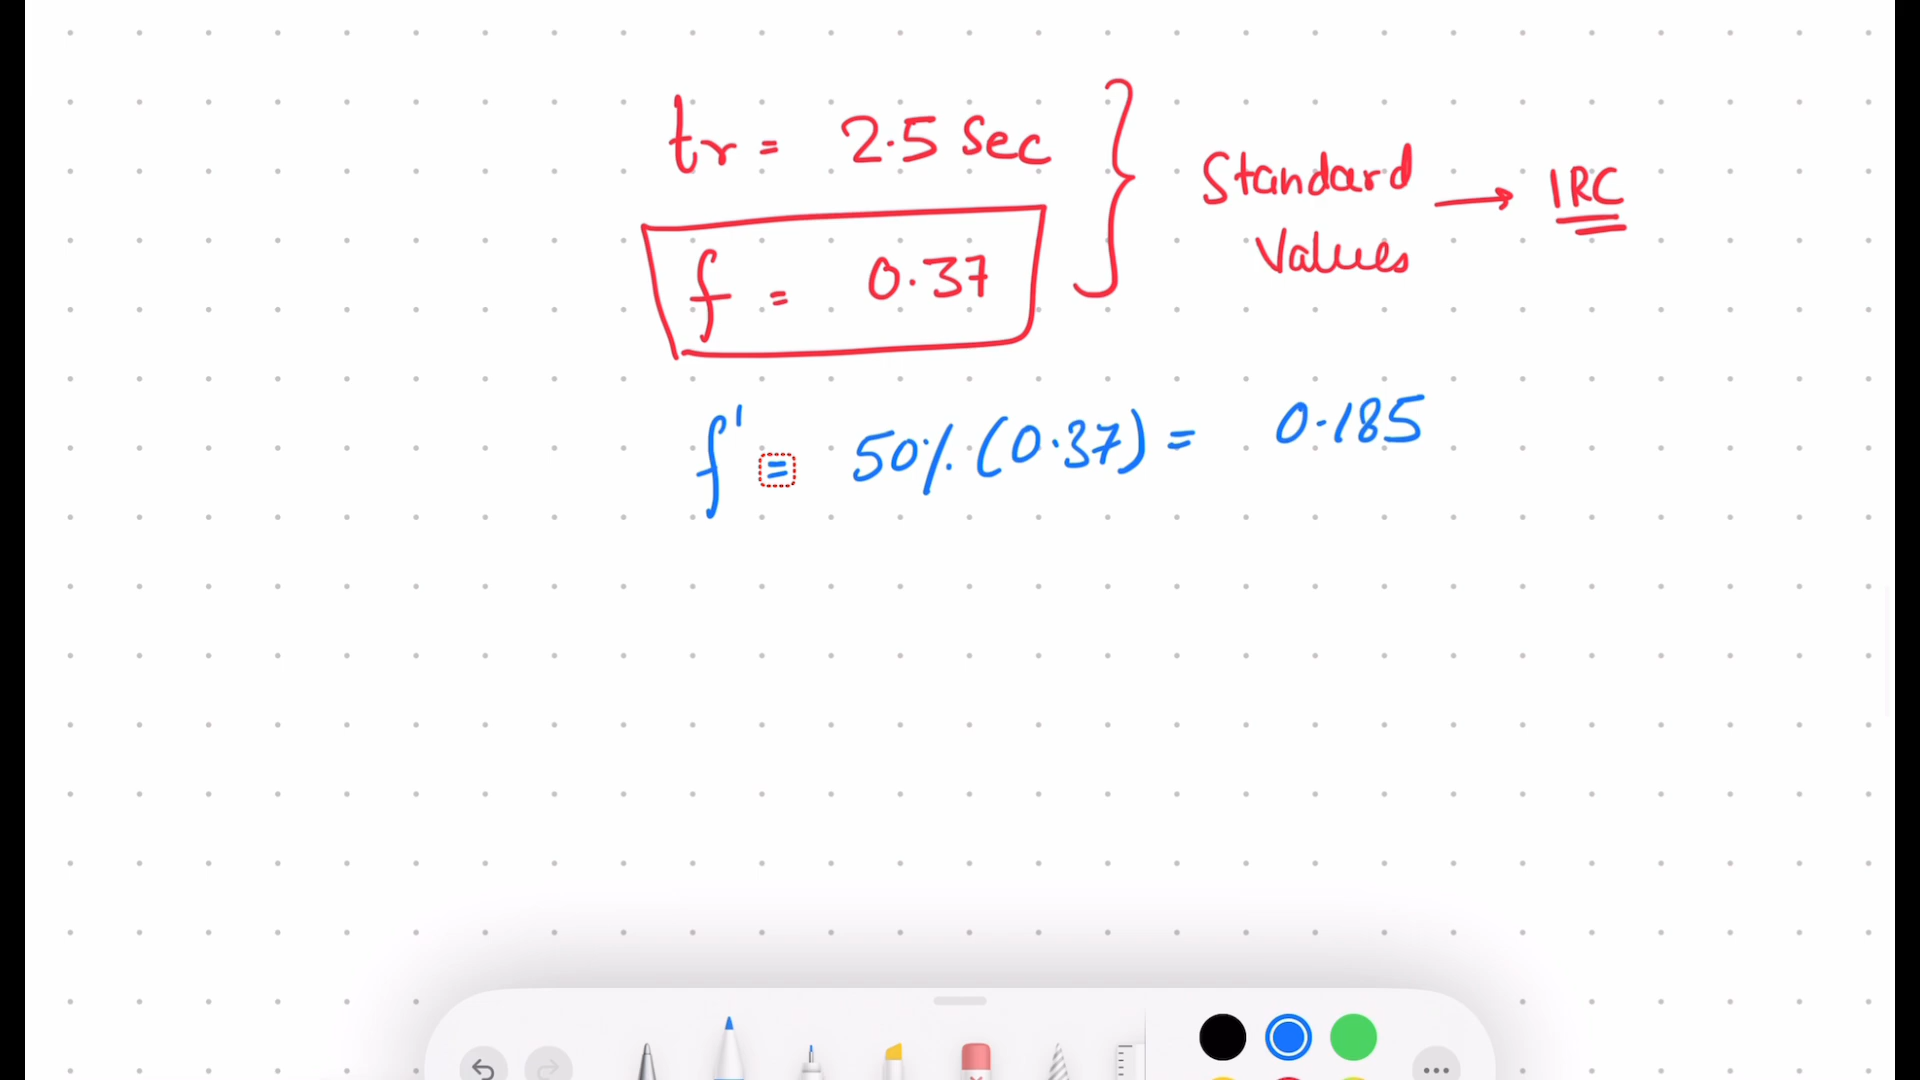 tr = 2.5 Sec
f = 0.37
Standard Values → IRC
f' = 50% (0.37) = 0.185